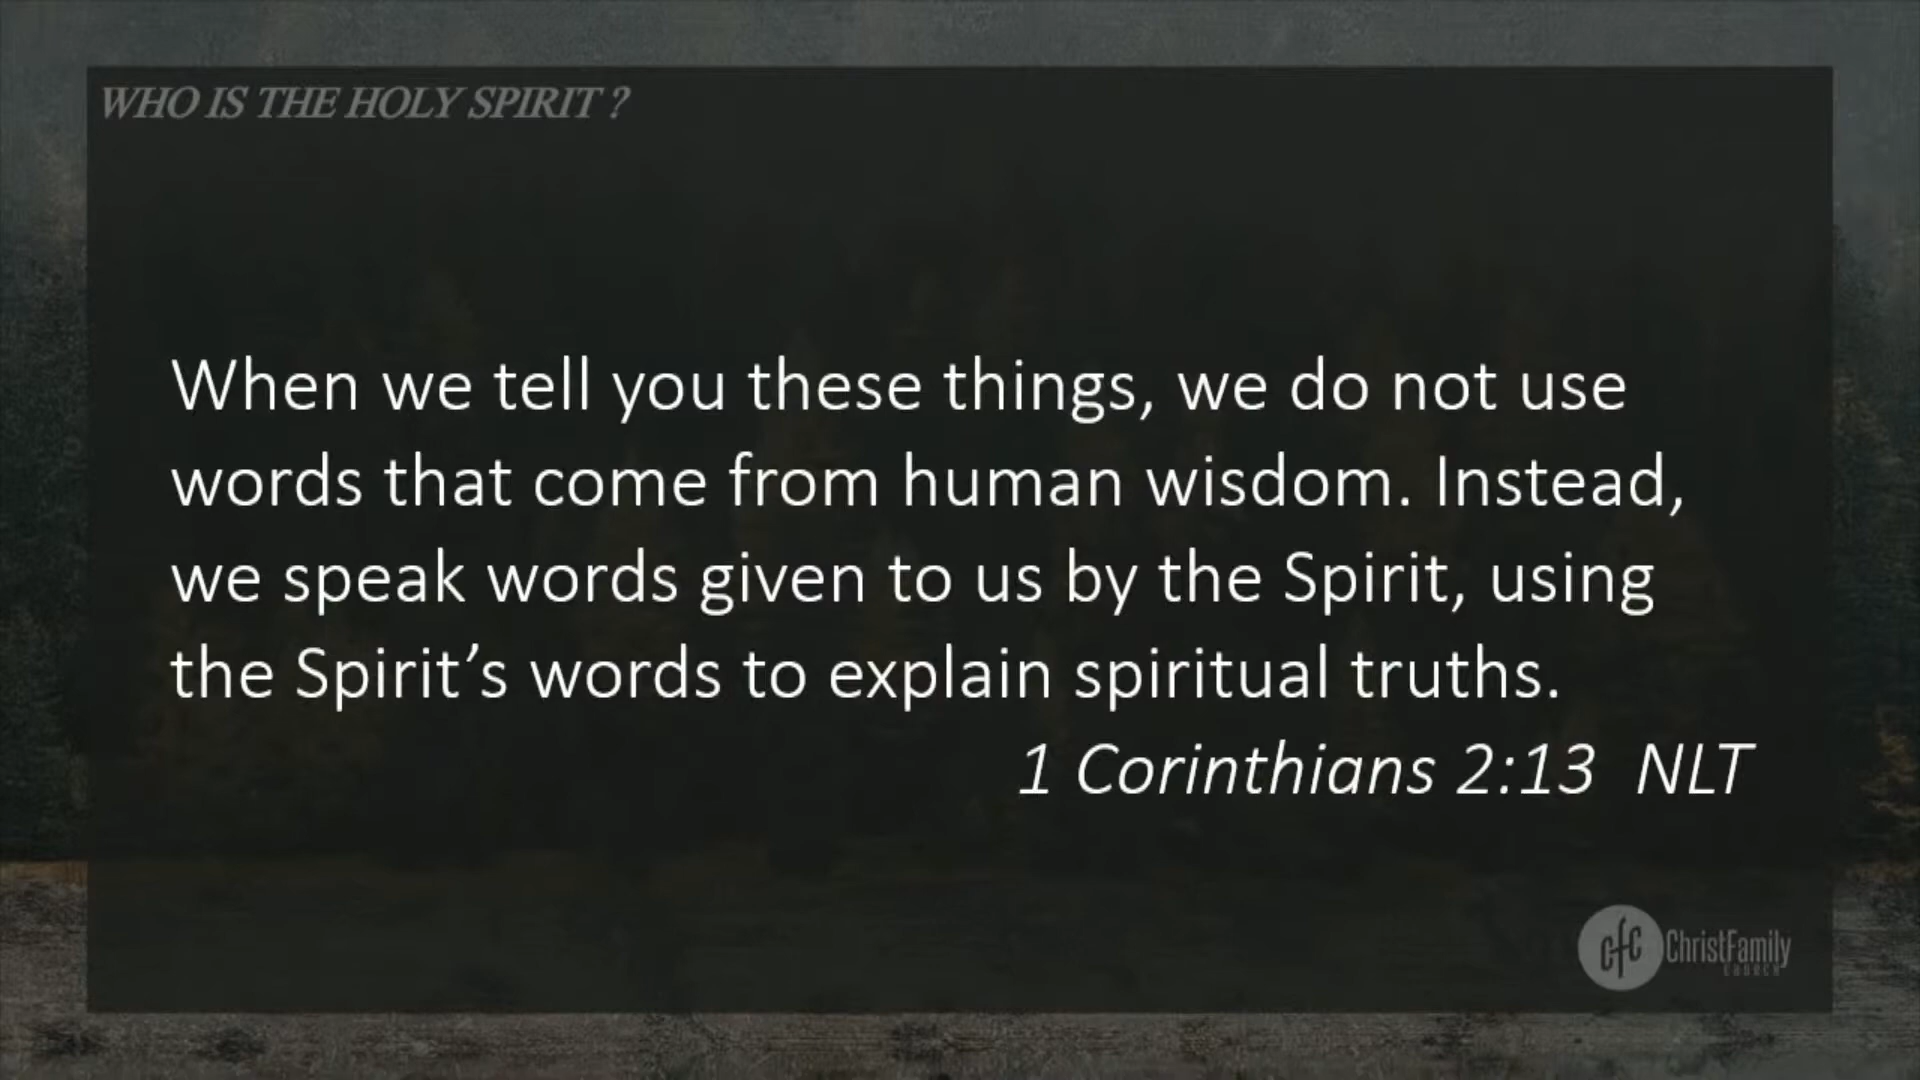 WHO IS THE HOLY SPIRIT ?
When we tell you these things, we do not use
words that come from human wisdom. Instead,
we speak words given to us by the Spirit, using
the Spirit’s words to explain spiritual truths.
1 Corinthians 2:13 NLT
cfc ChristFamily
CHURCH